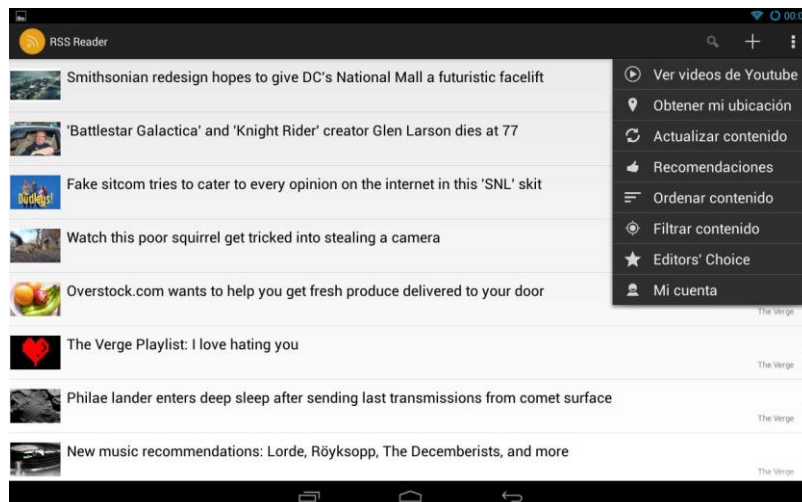 00:0
RSS Reader
Smithsonian redesign hopes to give DC's National Mall a futuristic facelift
'Battlestar Galactica' and 'Knight Rider' creator Glen Larson dies at 77
Fake sitcom tries to cater to every opinion on the internet in this 'SNL' skit
Dudleys!
Watch this poor squirrel get tricked into stealing a camera
Overstock.com wants to help you get fresh produce delivered to your door
The Verge
The Verge Playlist: I love hating you
The Verge
Philae lander enters deep sleep after sending last transmissions from comet surface
The Verge
New music recommendations: Lorde, Röyksopp, The Decemberists, and more
The Verge
Ver videos de Youtube
Obtener mi ubicación
Actualizar contenido
Recomendaciones
Ordenar contenido
Filtrar contenido
Editors' Choice
Mi cuenta